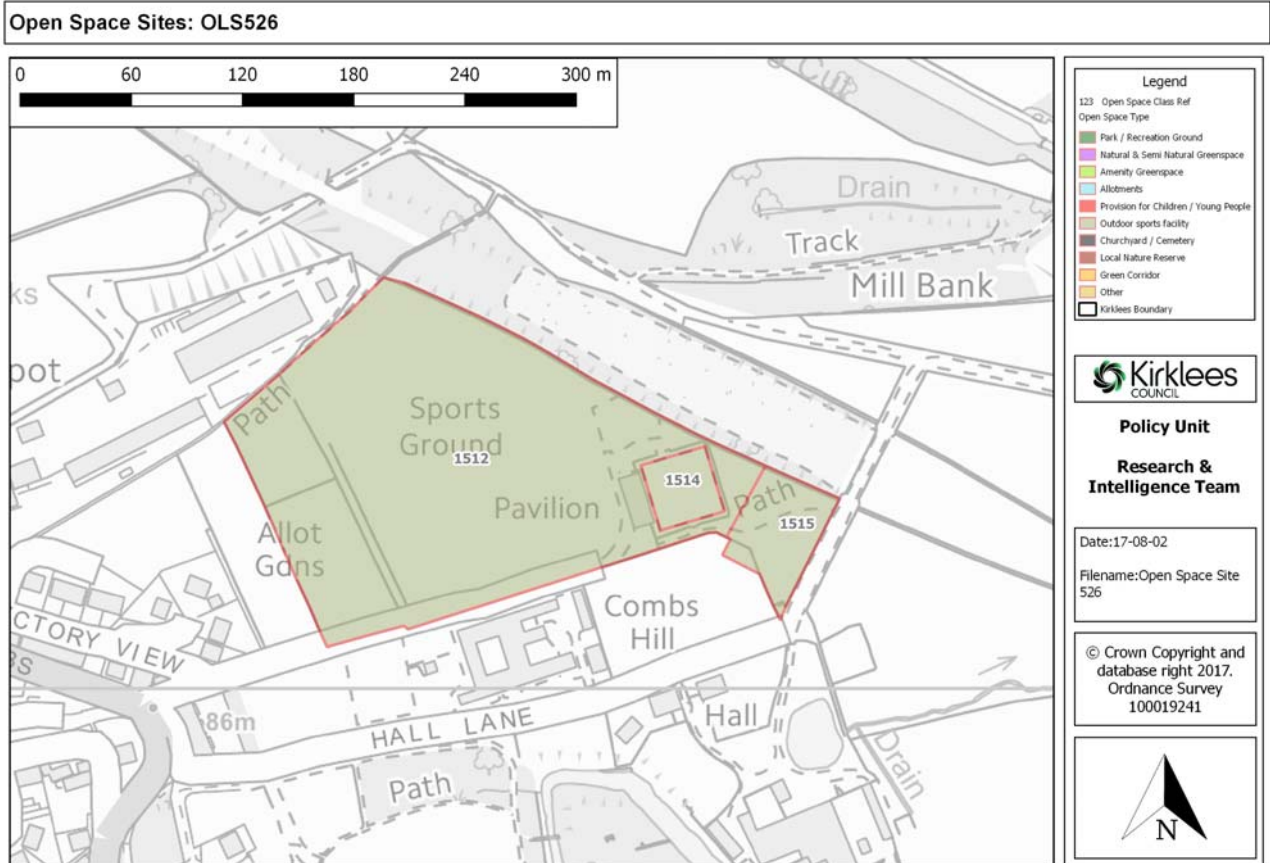 Open Space Sites: OLS526
0 60 120 180 240 300 m
Cut
Drain
Track
Mill Bank
ks
pot
Path
Sports
Ground
1512
Pavilion
1514
Path
1515
Allot
Gdns
Combs
Hill
CTORY VIEW
BS
86m
HALL LANE
Hall
Path
Drain
Legend
123 Open Space Class Ref
Open Space Type
Park / Recreation Ground
Natural & Semi Natural Greenspace
Amenity Greenspace
Allotments
Provision for Children / Young People
Outdoor sports facility
Churchyard / Cemetery
Local Nature Reserve
Green Corridor
Other
Kirklees Boundary
Kirklees
COUNCIL
Policy Unit
Research &
Intelligence Team
Date:17-08-02
Filename:Open Space Site
526
© Crown Copyright and
database right 2017.
Ordnance Survey
100019241
N